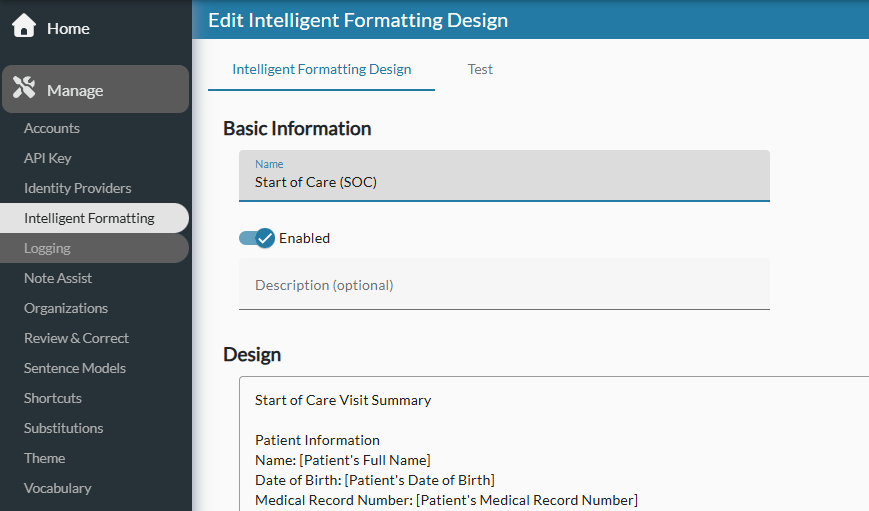 Home
Manage
Accounts
API Key
Identity Providers
Intelligent Formatting
Logging
Note Assist
Organizations
Review & Correct
Sentence Models
Shortcuts
Substitutions
Theme
Vocabulary
Edit Intelligent Formatting Design
Intelligent Formatting Design Test
Basic Information
Name
Start of Care (SOC)
Enabled
Description (optional)
Design
Start of Care Visit Summary
Patient Information
Name: [Patient's Full Name]
Date of Birth: [Patient's Date of Birth]
Medical Record Number: [Patient's Medical Record Number]